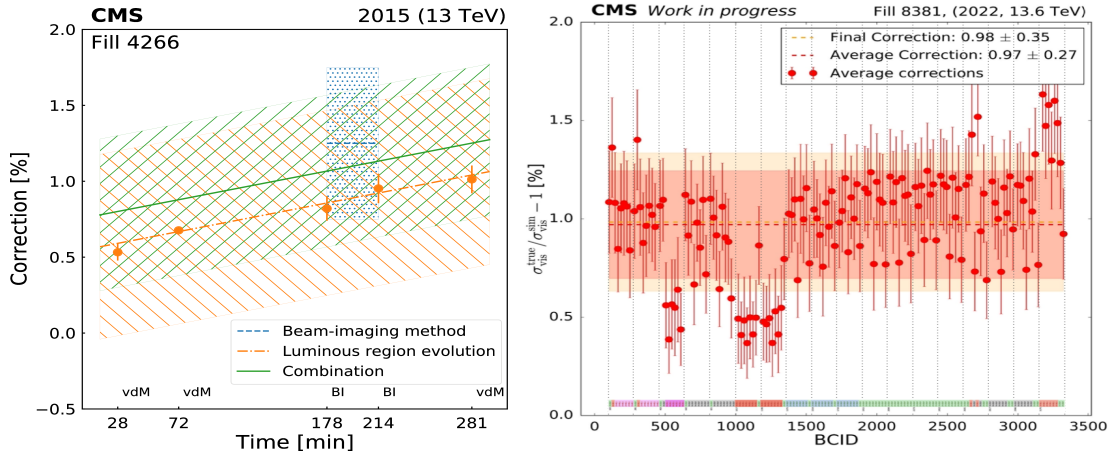 CMS 2015 (13 TeV)
Fill 4266
2.0
1.5
1.0
0.5
0.0
−0.5
Correction [%]
Beam-imaging method
Luminous region evolution
Combination
vdM vdM BI BI vdM
28 72 178 214 281
Time [min]
CMS Work in progress Fill 8381, (2022, 13.6 TeV)
Final Correction: 0.98 ± 0.35
Average Correction: 0.97 ± 0.27
Average corrections
2.0
1.5
1.0
0.5
0.0
σ_vis^true/σ_vis^sim − 1 [%]
0 500 1000 1500 2000 2500 3000 3500
BCID